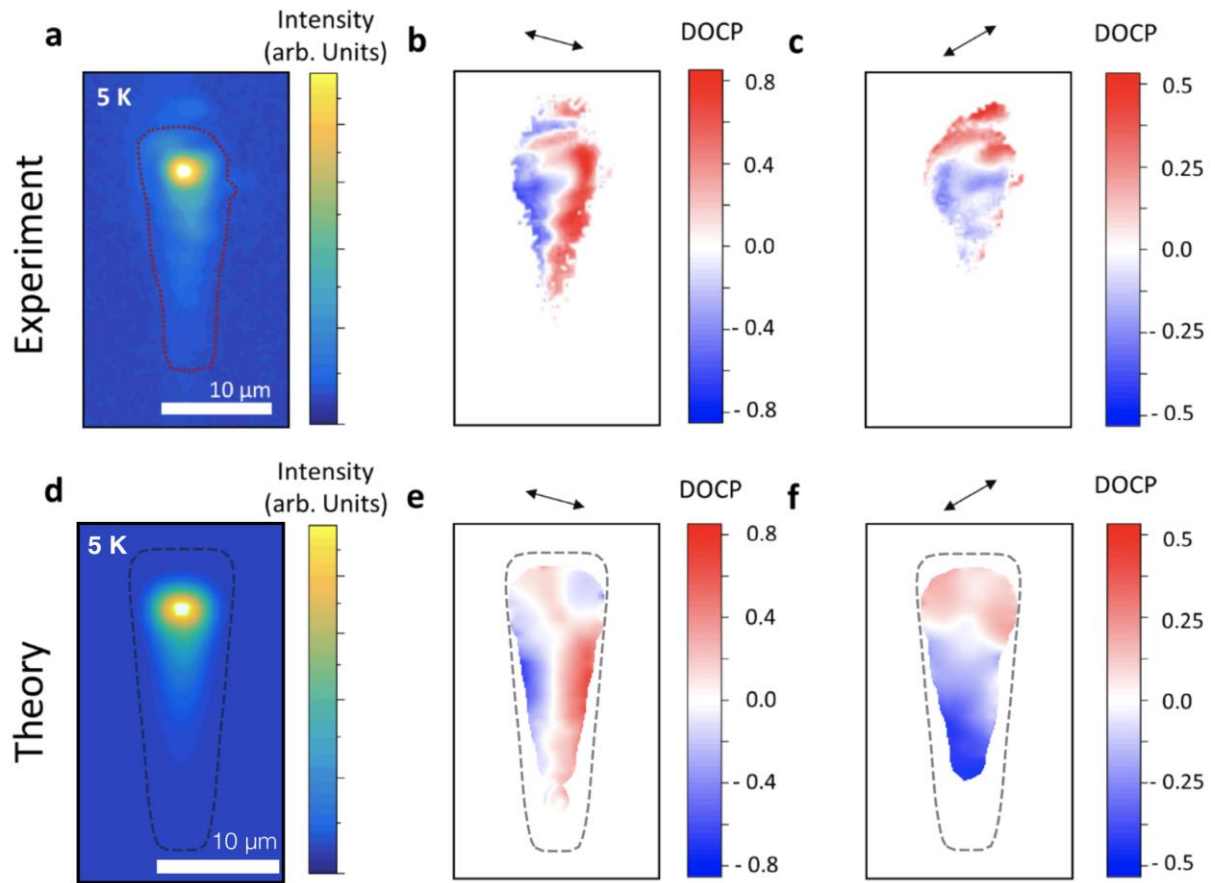 Experiment
a
Intensity
(arb. Units)
5 K
10 µm
b
DOCP
0.8
0.4
0.0
- 0.4
- 0.8
c
DOCP
0.5
0.25
0.0
- 0.25
- 0.5
Theory
d
Intensity
(arb. Units)
5 K
10 µm
e
DOCP
0.8
0.4
0.0
- 0.4
- 0.8
f
DOCP
0.5
0.25
0.0
- 0.25
- 0.5